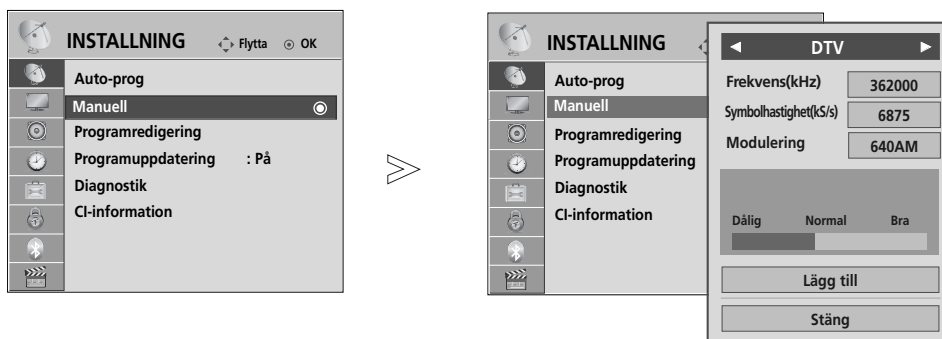 INSTALLNING Flytta OK
Auto-prog
Manuell
Programredigering
Programuppdatering : På
Diagnostik
CI-information
>
INSTALLNING
Auto-prog
Manuell
Programredigering
Programuppdatering
Diagnostik
CI-information
DTV
Frekvens(kHz) 362000
Symbolhastighet(kS/s) 6875
Modulering 640AM
Dålig Normal Bra
Lägg till
Stäng